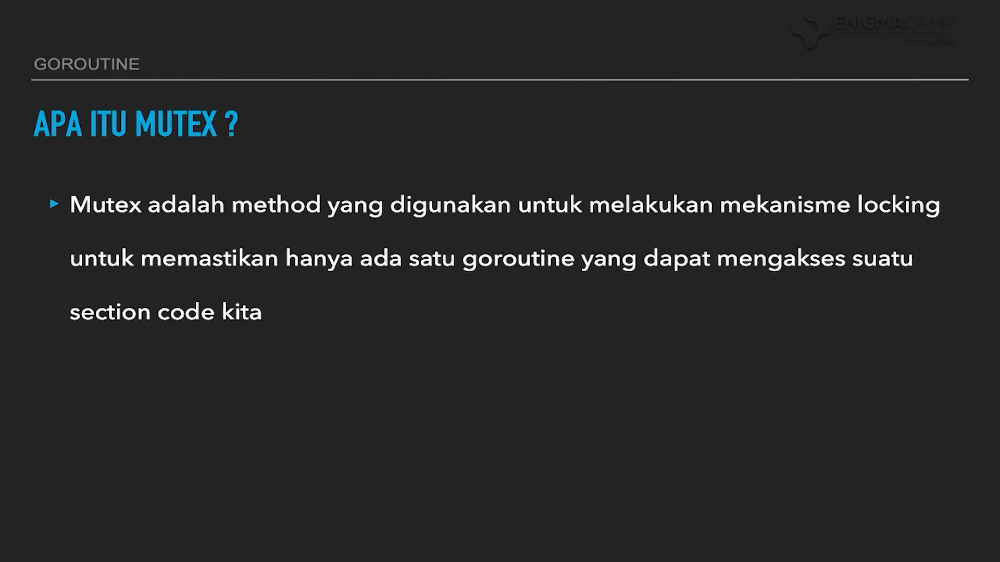 ENIGMACAMP
GOROUTINE
APA ITU MUTEX ?
▸ Mutex adalah method yang digunakan untuk melakukan mekanisme locking
untuk memastikan hanya ada satu goroutine yang dapat mengakses suatu
section code kita